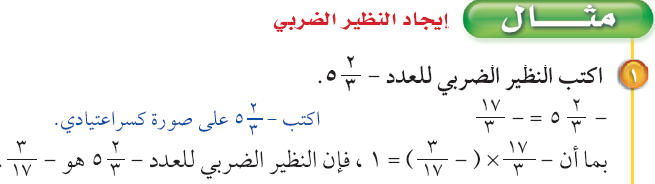 مثـــال إيجاد النظير الضربي
١ اكتب النظير الضربي للعدد − ٢/٣ ٥.
− ٢/٣ ٥ = − ١٧/٣ اكتب − ٢/٣ ٥ على صورة كسر اعتيادي.
بما أن − ١٧/٣ × (− ٣/١٧) = ١ ، فإن النظير الضربي للعدد − ٢/٣ ٥ هو − ٣/١٧ .